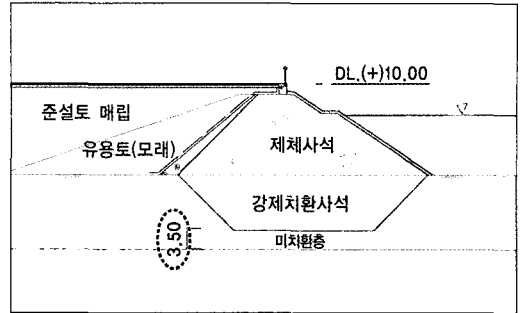 DL.(+)10.00
준설토 매립
유용토(모래)
제체사석
강제치환사석
3.50
미치환층